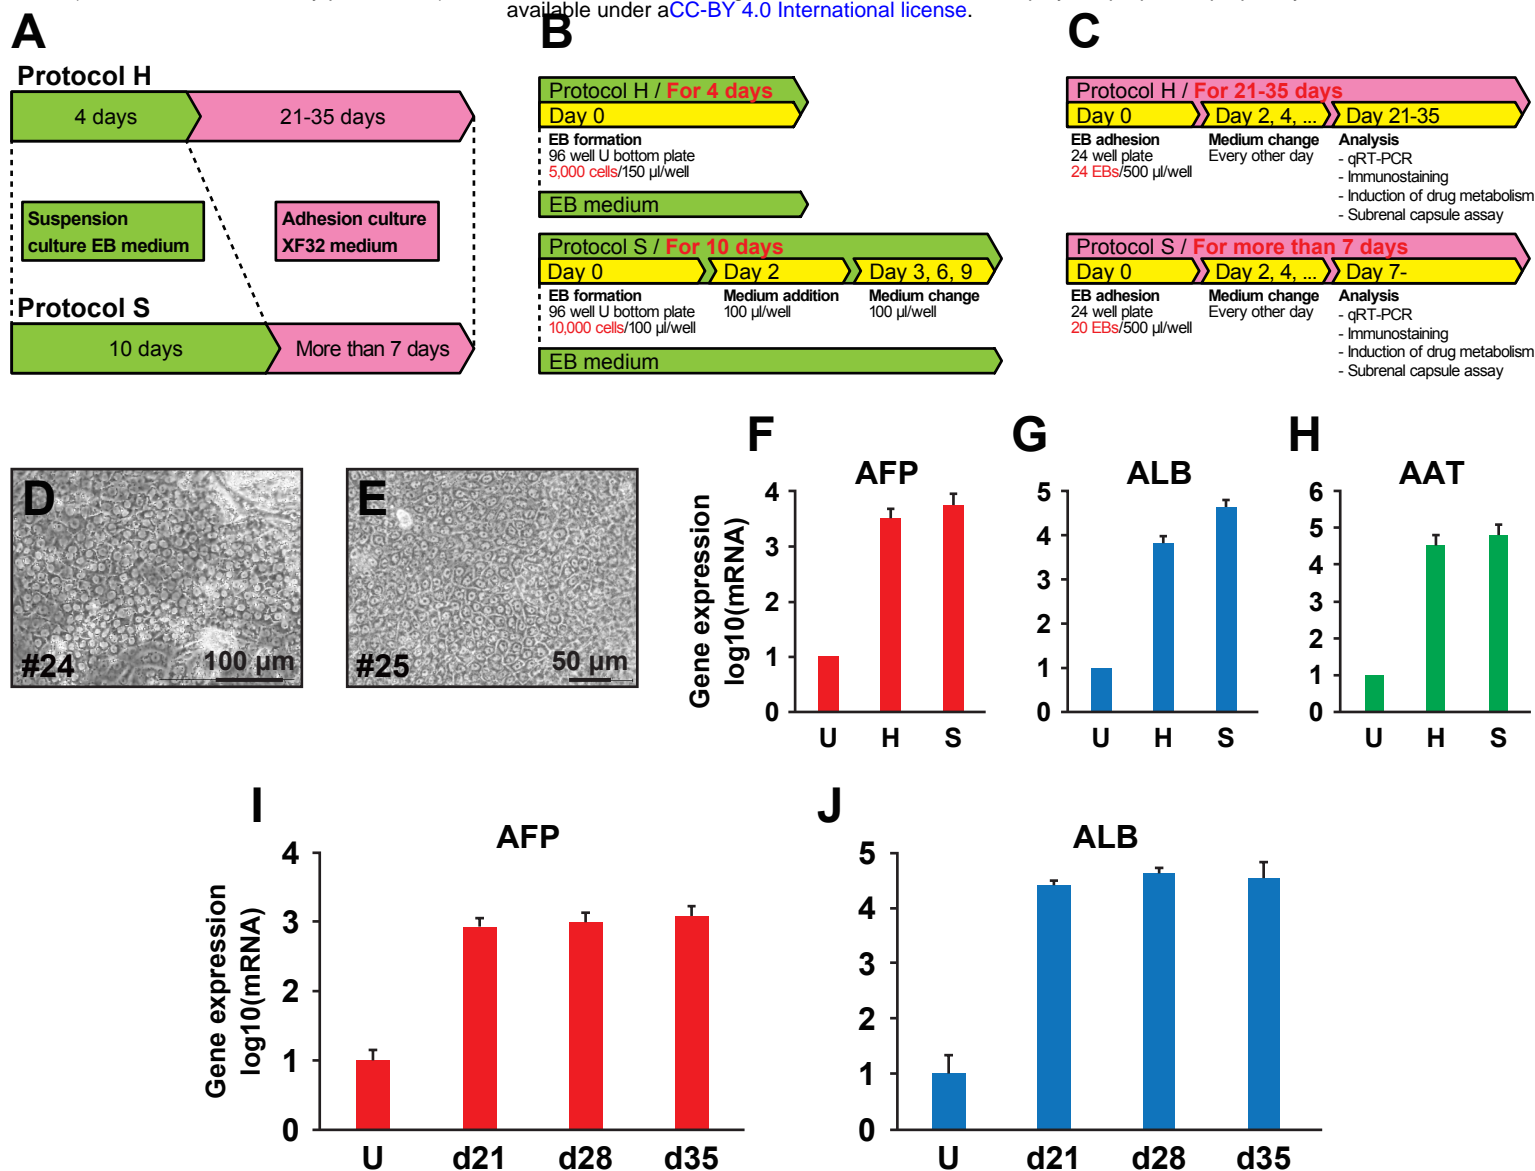 available under aCC-BY 4.0 International license.
A
Protocol H
4 days
21-35 days
Suspension
culture EB medium
Adhesion culture
XF32 medium
Protocol S
10 days
More than 7 days
B
Protocol H / For 4 days
Day 0
EB formation
96 well U bottom plate
5,000 cells/150 µl/well
EB medium
Protocol S / For 10 days
Day 0
Day 2
Day 3, 6, 9
EB formation
96 well U bottom plate
10,000 cells/100 µl/well
Medium addition
100 µl/well
Medium change
100 µl/well
EB medium
C
Protocol H / For 21-35 days
Day 0
Day 2, 4, ...
Day 21-35
EB adhesion
24 well plate
24 EBs/500 µl/well
Medium change
Every other day
Analysis
- qRT-PCR
- Immunostaining
- Induction of drug metabolism
- Subrenal capsule assay
Protocol S / For more than 7 days
Day 0
Day 2, 4, ...
Day 7-
EB adhesion
24 well plate
20 EBs/500 µl/well
Medium change
Every other day
Analysis
- qRT-PCR
- Immunostaining
- Induction of drug metabolism
- Subrenal capsule assay
D
#24
100 µm
E
#25
50 µm
F
AFP
Gene expression
log10(mRNA)
4
3
2
1
0
U H S
G
ALB
5
4
3
2
1
0
U H S
H
AAT
6
5
4
3
2
1
0
U H S
I
AFP
Gene expression
log10(mRNA)
4
3
2
1
0
U d21 d28 d35
J
ALB
5
4
3
2
1
0
U d21 d28 d35